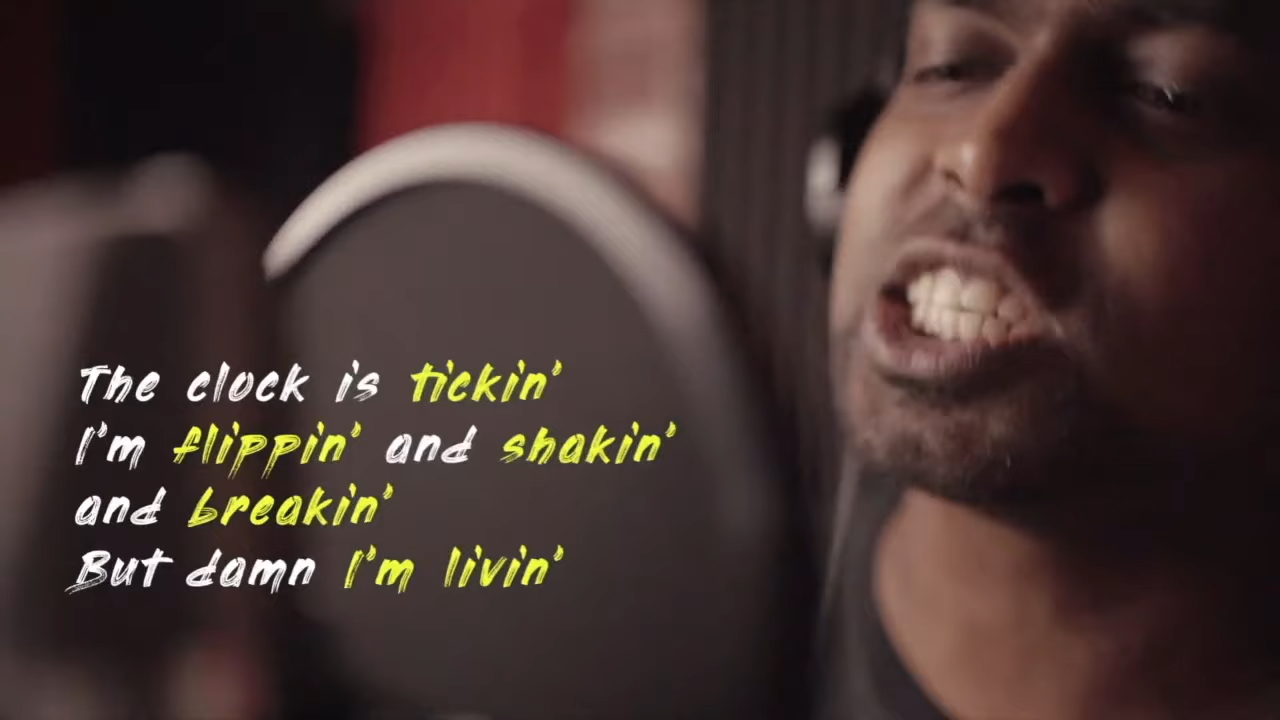 The clock is tickin'
I'm flippin' and shakin'
and breakin'
But damn I'm livin'